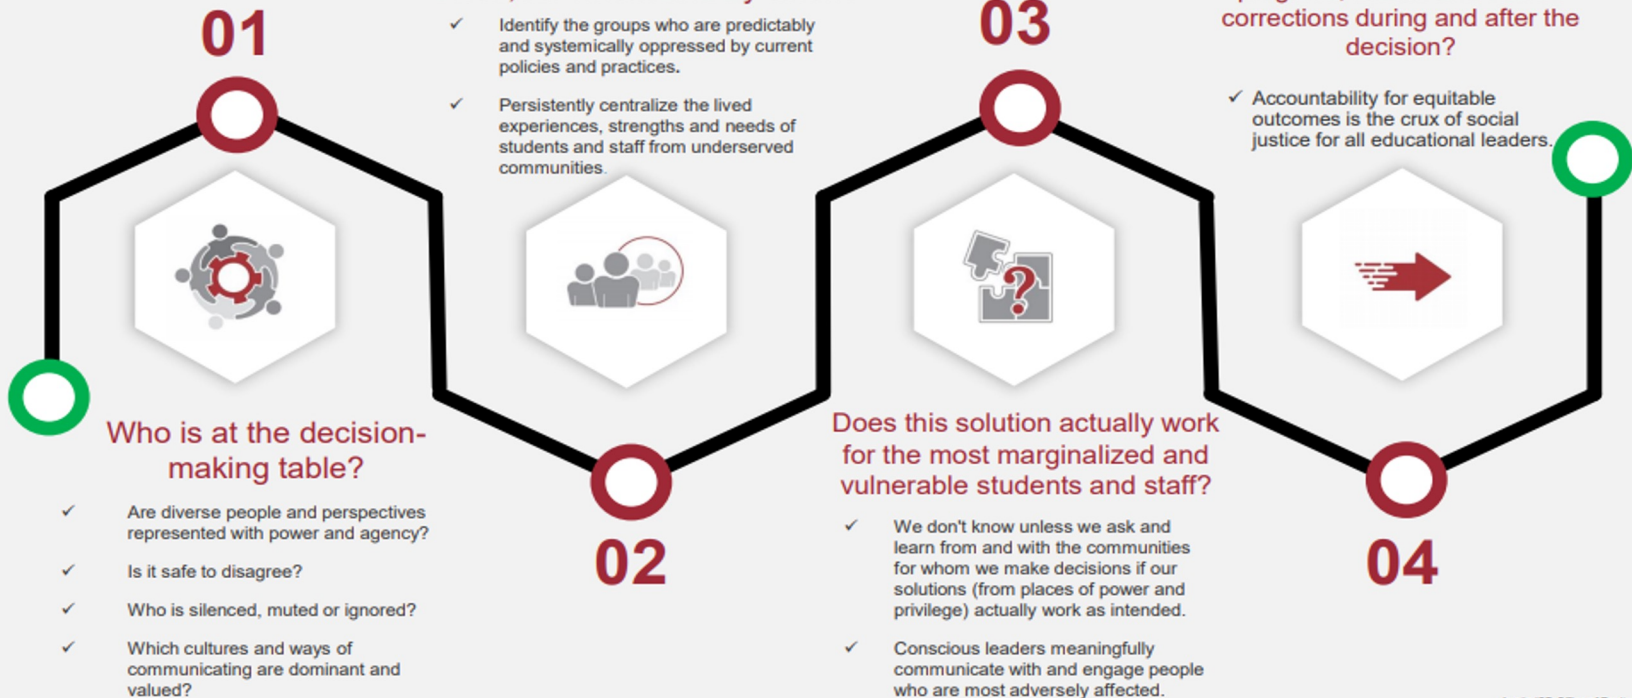 01
Who is at the decision-
making table?
✓ Are diverse people and perspectives
represented with power and agency?
✓ Is it safe to disagree?
✓ Who is silenced, muted or ignored?
✓ Which cultures and ways of
communicating are dominant and
valued?
✓ Identify the groups who are predictably
and systemically oppressed by current
policies and practices.
✓ Persistently centralize the lived
experiences, strengths and needs of
students and staff from underserved
communities.
02
03
Does this solution actually work
for the most marginalized and
vulnerable students and staff?
✓ We don't know unless we ask and
learn from and with the communities
for whom we make decisions if our
solutions (from places of power and
privilege) actually work as intended.
✓ Conscious leaders meaningfully
communicate with and engage people
who are most adversely affected.
corrections during and after the
decision?
✓ Accountability for equitable
outcomes is the crux of social
justice for all educational leaders.
04